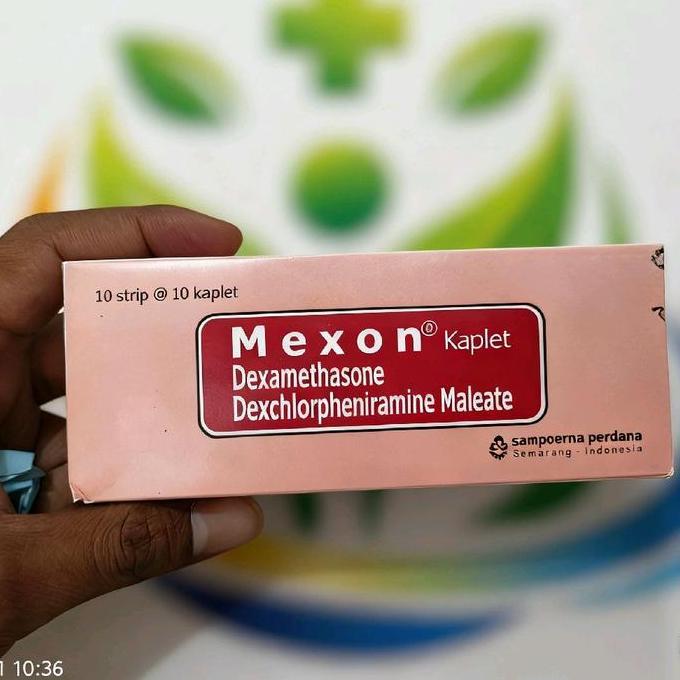 10 strip @ 10 kaplet
Mexon® Kaplet
Dexamethasone
Dexchlorpheniramine Maleate
sampoerna perdana
Semarang - Indonesia
10:36